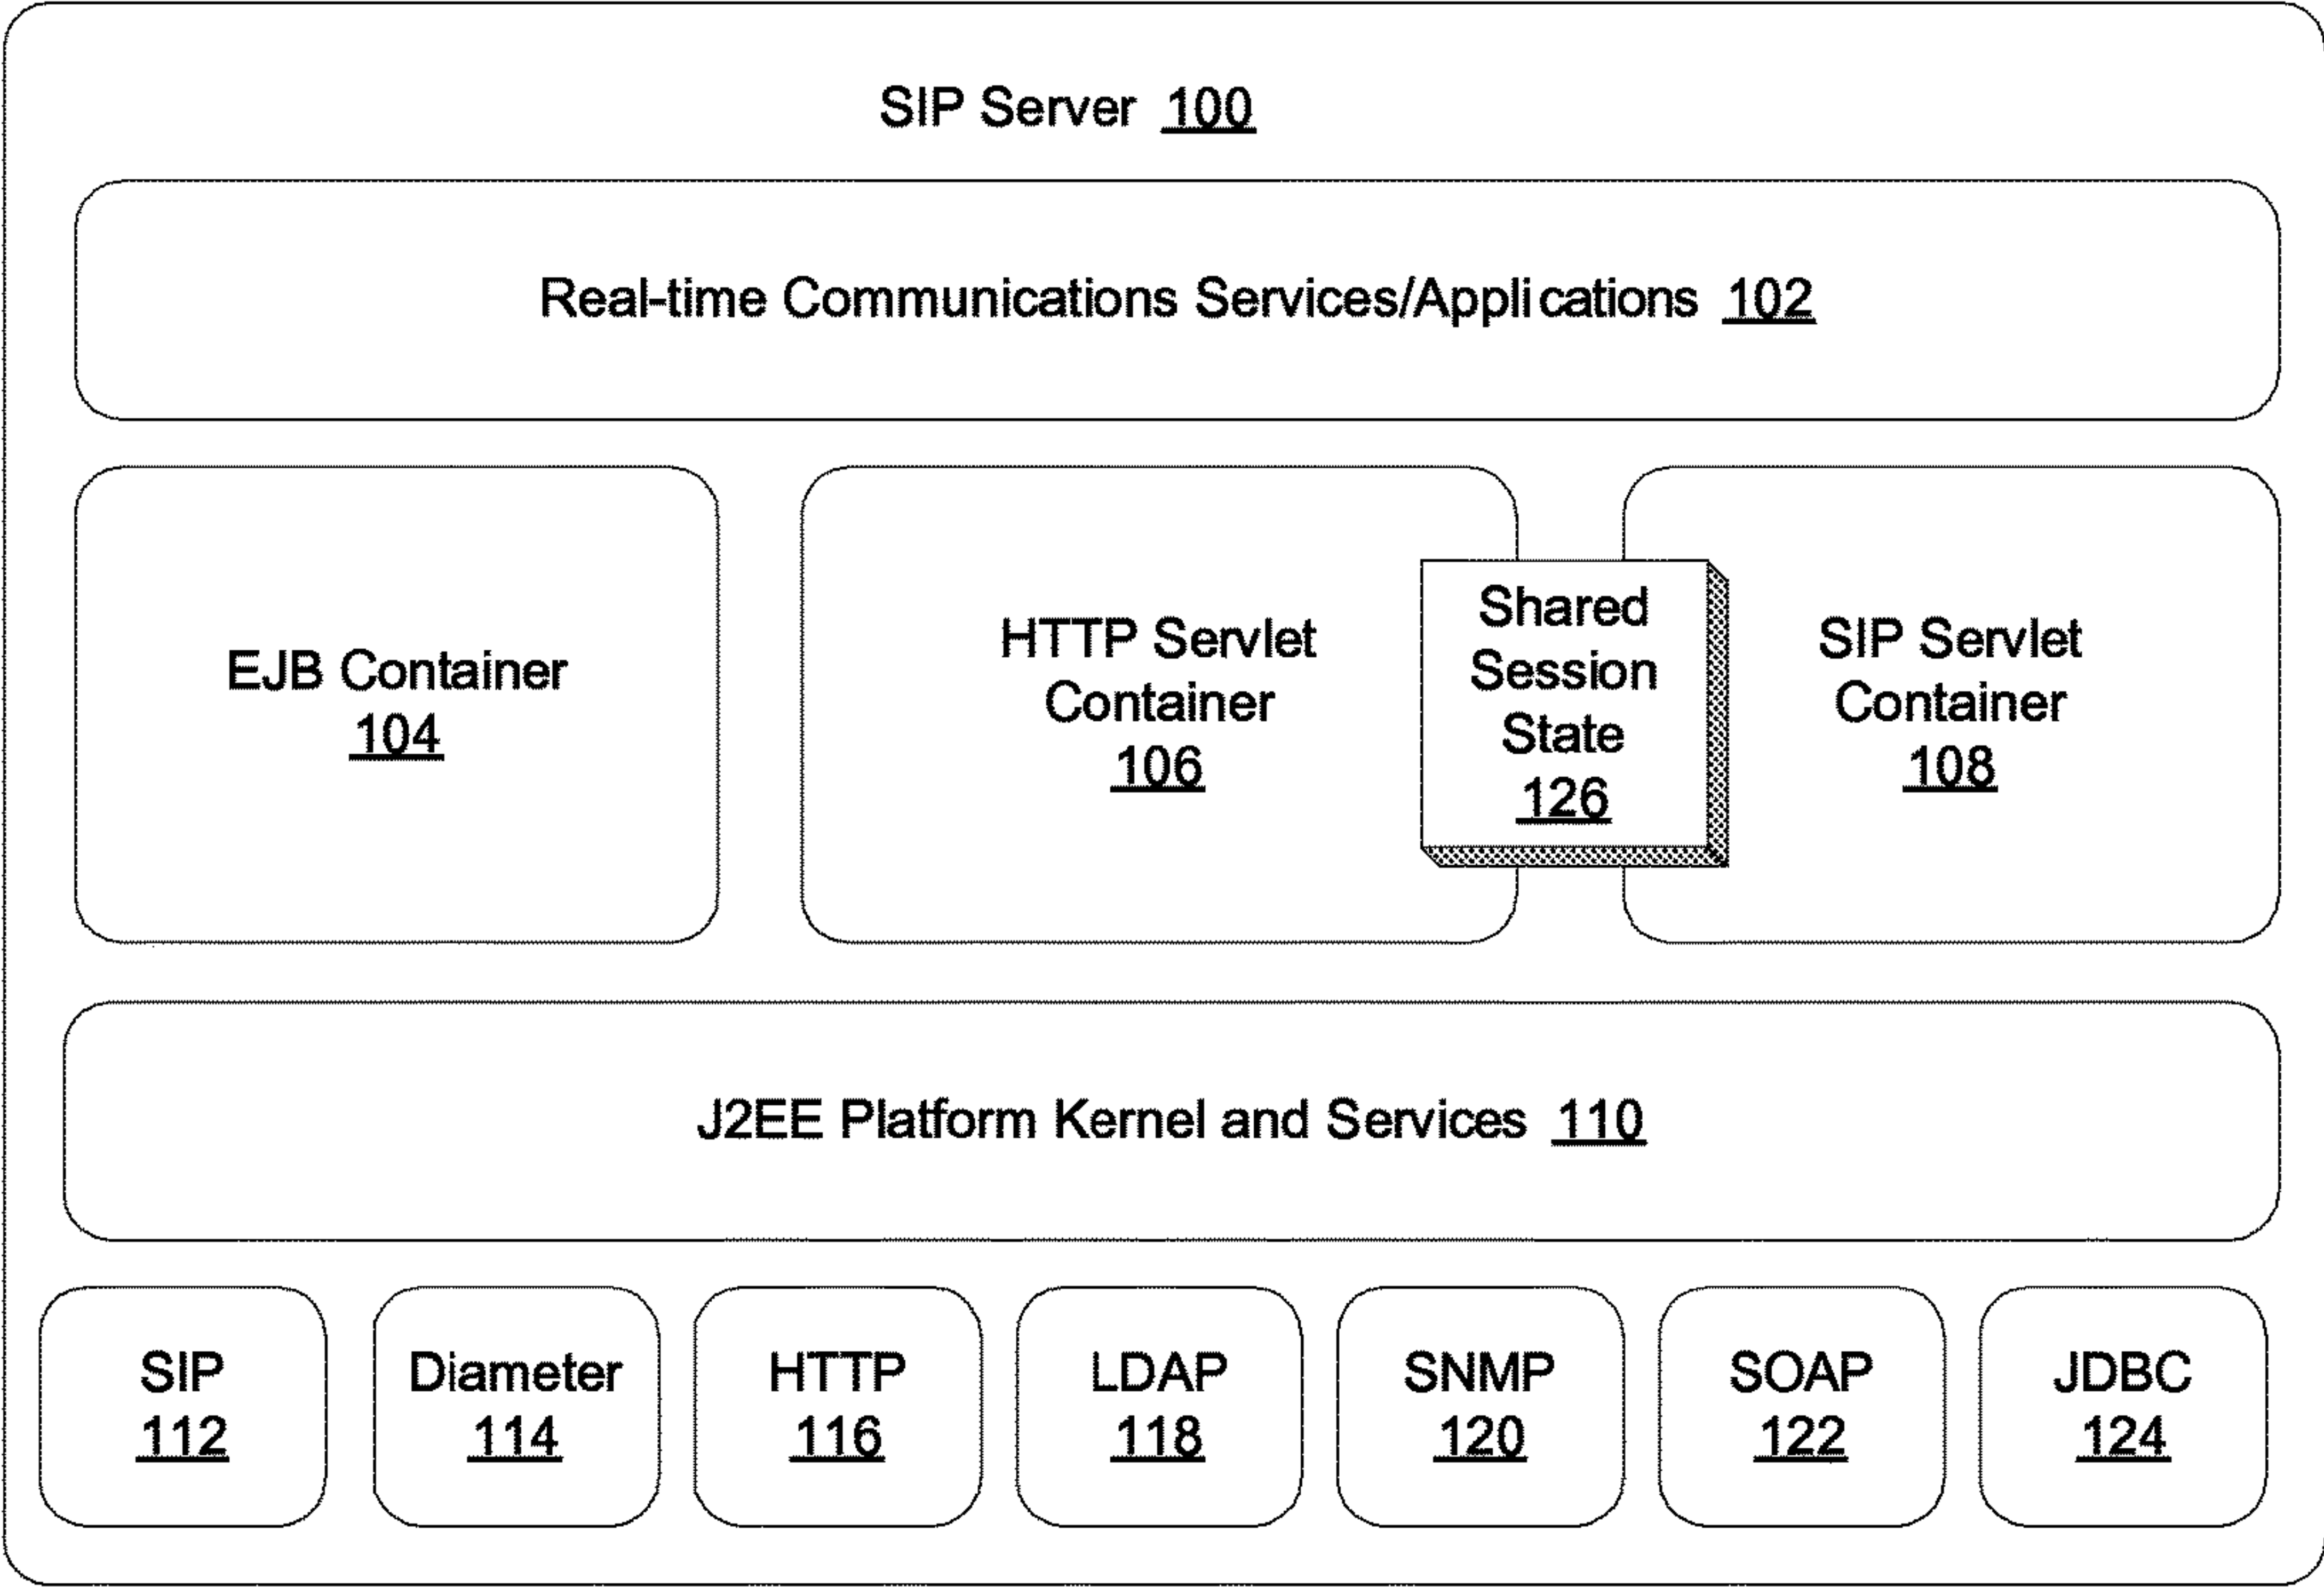 SIP Server 100
Real-time Communications Services/Applications 102
EJB Container
104
HTTP Servlet
Container
106
Shared
Session
State
126
SIP Servlet
Container
108
J2EE Platform Kernel and Services 110
SIP
112
Diameter
114
HTTP
116
LDAP
118
SNMP
120
SOAP
122
JDBC
124